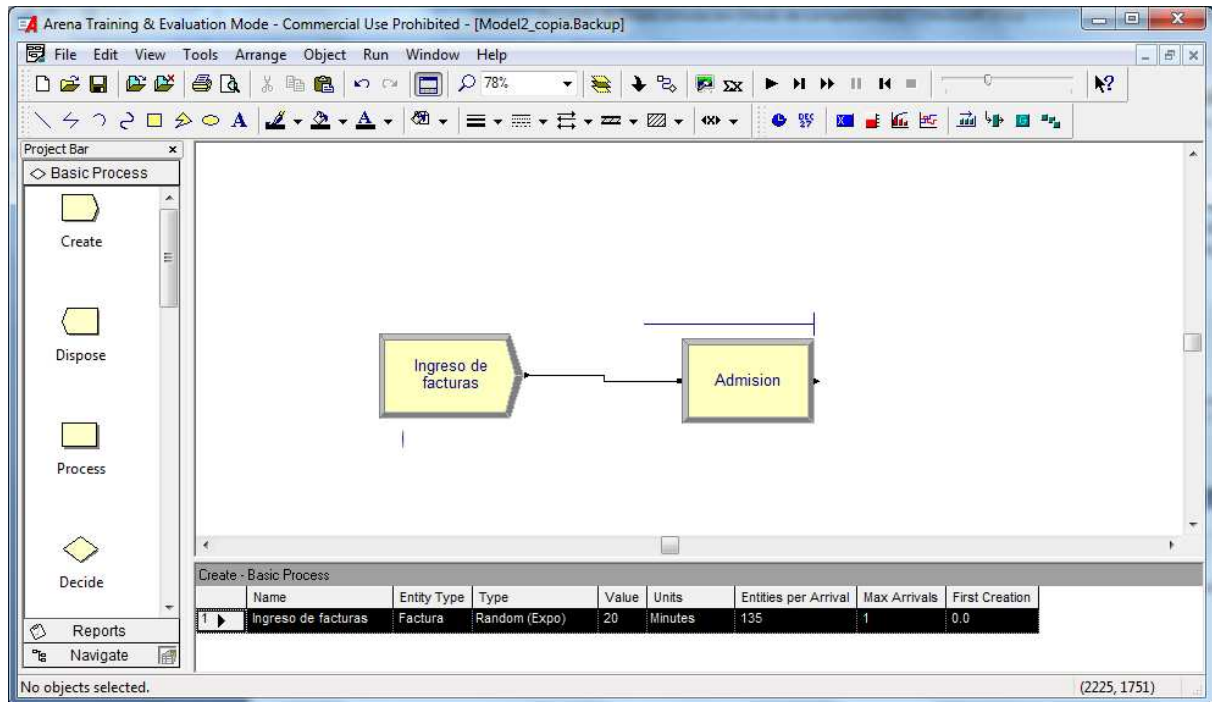 Arena Training & Evaluation Mode - Commercial Use Prohibited - [Model2_copia.Backup]
File Edit View Tools Arrange Object Run Window Help
78%
Project Bar
Basic Process
Create
Dispose
Process
Decide
Reports
Navigate
Ingreso de
facturas
Admision
Create - Basic Process
Name Entity Type Type Value Units Entities per Arrival Max Arrivals First Creation
1 Ingreso de facturas Factura Random (Expo) 20 Minutes 135 1 0.0
No objects selected. (2225, 1751)